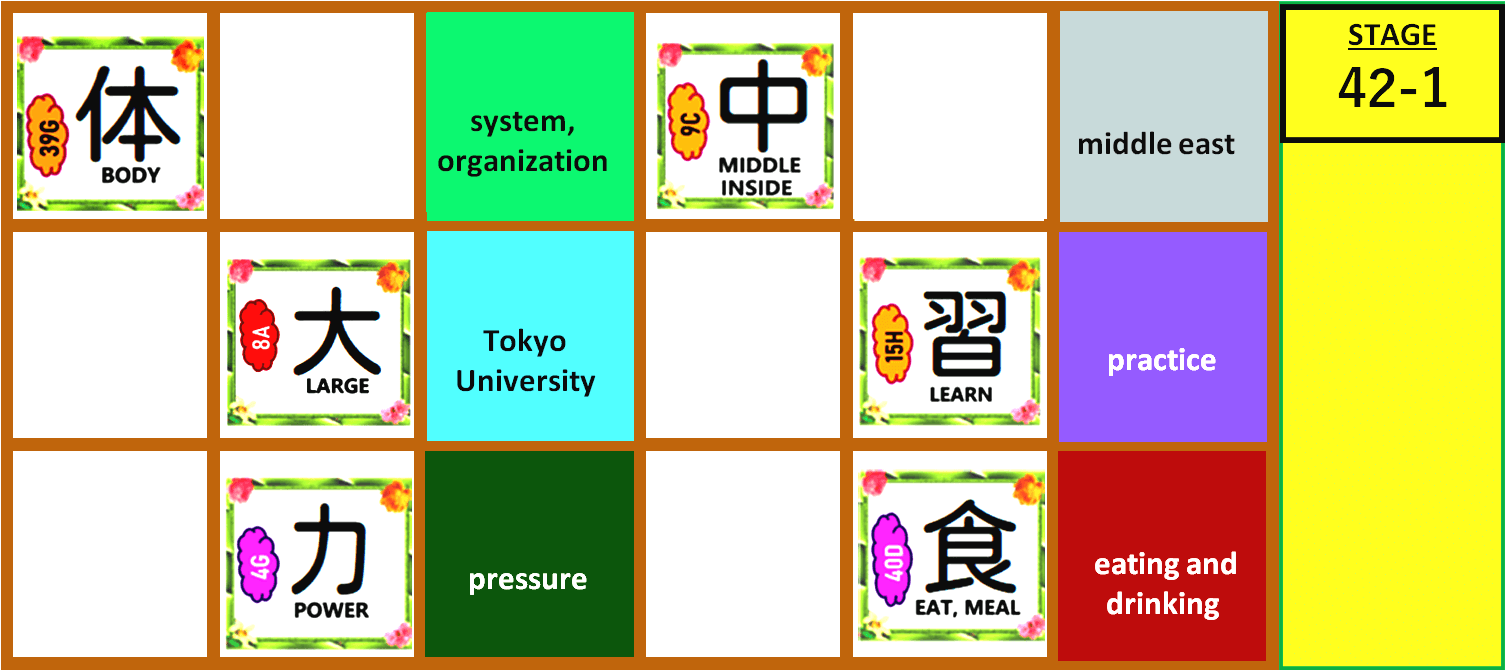 39G
体
BODY
system,
organization
9C
中
MIDDLE
INSIDE
middle east
STAGE
42-1
8A
大
LARGE
Tokyo
University
15H
習
LEARN
practice
4G
力
POWER
pressure
40D
食
EAT, MEAL
eating and
drinking